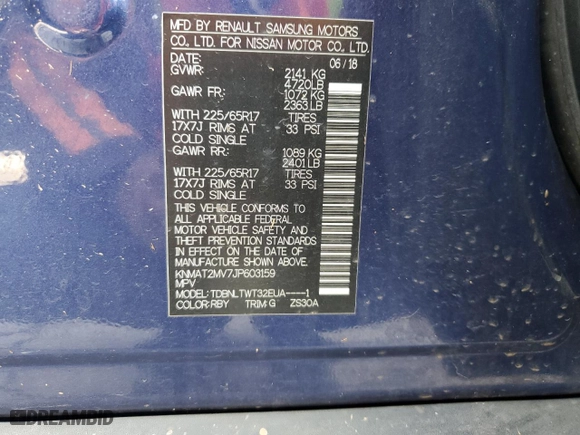 MFD BY RENAULT SAMSUNG MOTORS
CO., LTD. FOR NISSAN MOTOR CO., LTD.
DATE: 06/18
GVWR: 2141 KG
4720LB
GAWR FR: 1072 KG
2363LB
WITH 225/65R17 TIRES
17X7J RIMS AT 33 PSI
COLD SINGLE
GAWR RR: 1089 KG
2401LB
WITH 225/65R17 TIRES
17X7J RIMS AT 33 PSI
COLD SINGLE
THIS VEHICLE CONFORMS TO
ALL APPLICABLE FEDERAL
MOTOR VEHICLE SAFETY AND
THEFT PREVENTION STANDARDS
IN EFFECT ON THE DATE OF
MANUFACTURE SHOWN ABOVE.
KNMAT2MV7JP603159
MPV
MODEL: TDBNLTWT32EUA----1
COLOR:RBY TRIM:G ZS30A
DREAMBID